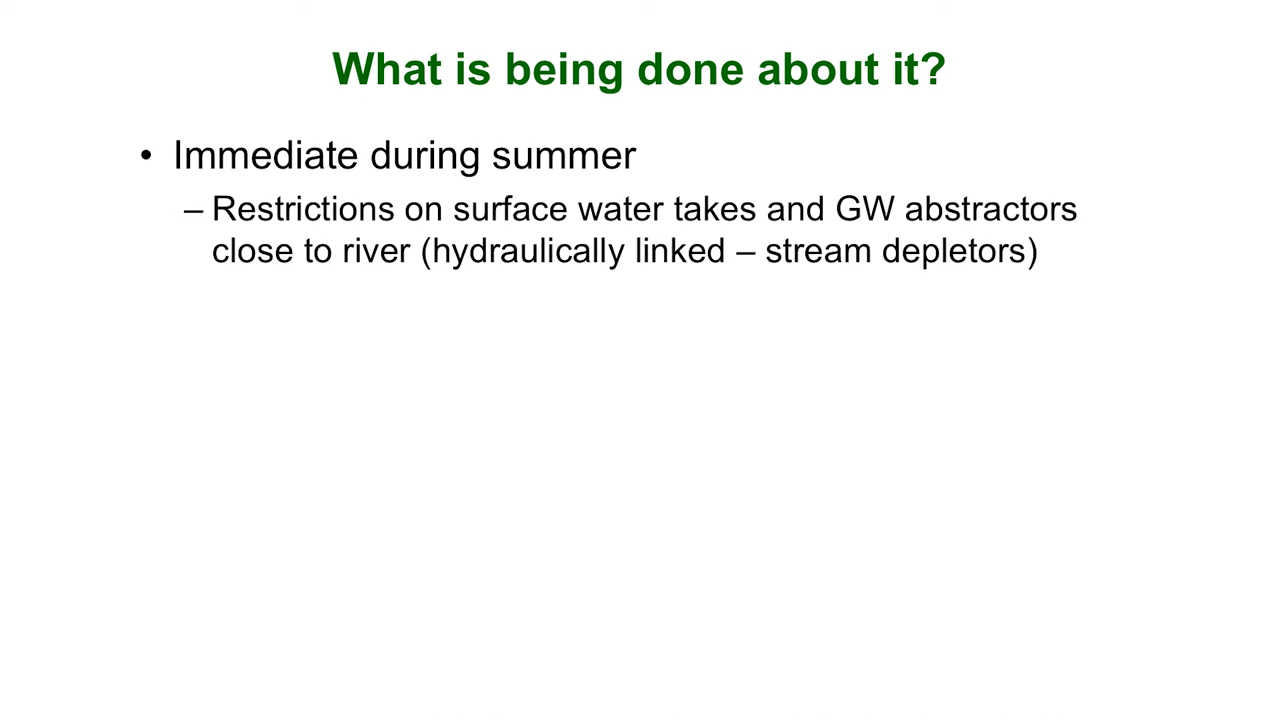 What is being done about it?
• Immediate during summer
– Restrictions on surface water takes and GW abstractors
close to river (hydraulically linked – stream depletors)